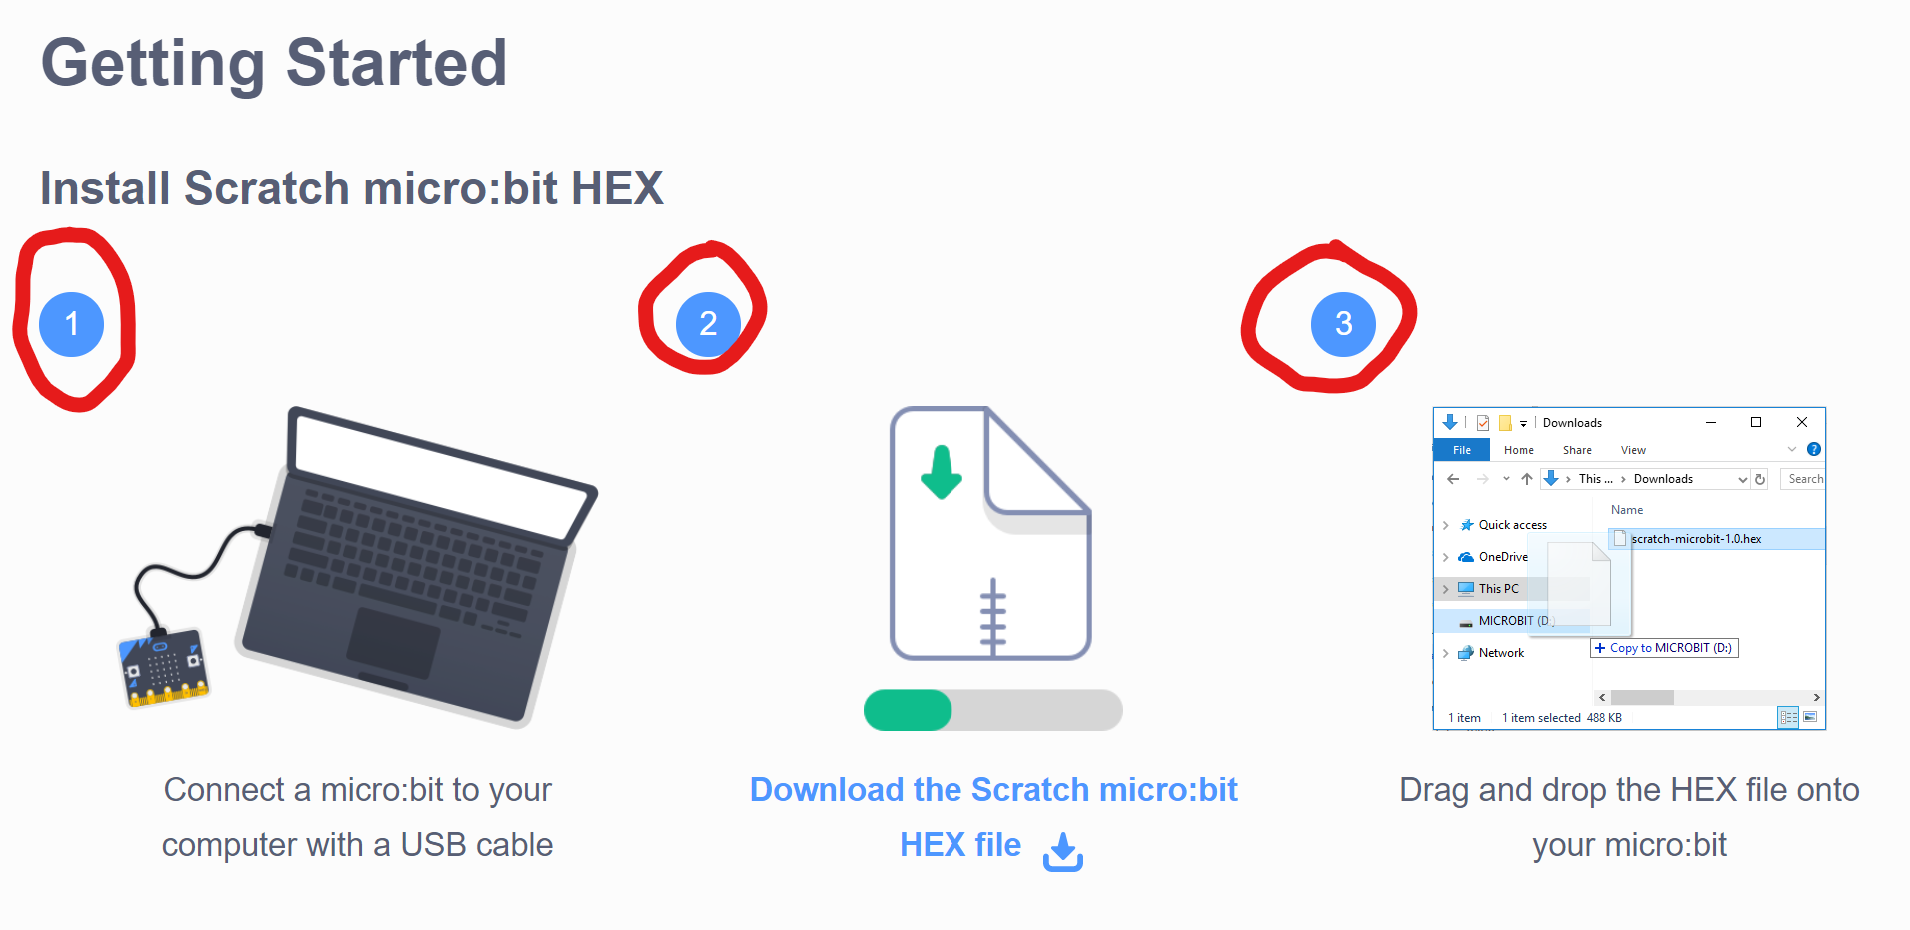 Getting Started
Install Scratch micro:bit HEX
1
2
3
Connect a micro:bit to your
computer with a USB cable
Download the Scratch micro:bit
HEX file
Downloads
File Home Share View
This ... Downloads
Search
Name
Quick access
scratch-microbit-1.0.hex
OneDrive
This PC
MICROBIT (D:)
Copy to MICROBIT (D:)
Network
1 item 1 item selected 488 KB
Drag and drop the HEX file onto
your micro:bit